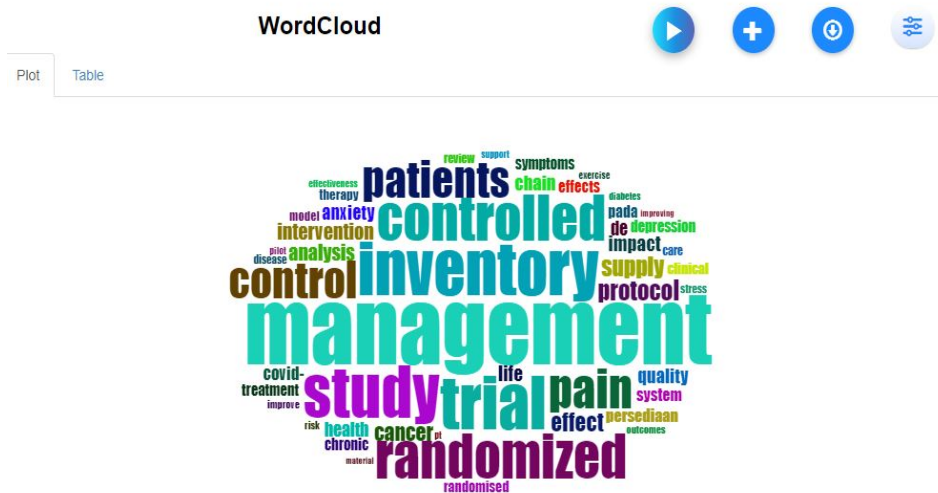 WordCloud
Plot Table
review support symptoms
patients chain effects exercise
effectiveness therapy diabetes
model anxiety controlled pada improving
intervention de depression
pilot analysis impact care
disease inventory supply clinical
control protocol stress
management
covid- life quality
treatment study trial pain system
improve effect persediaan
risk health cancer pt outcomes
chronic randomized
material
randomised